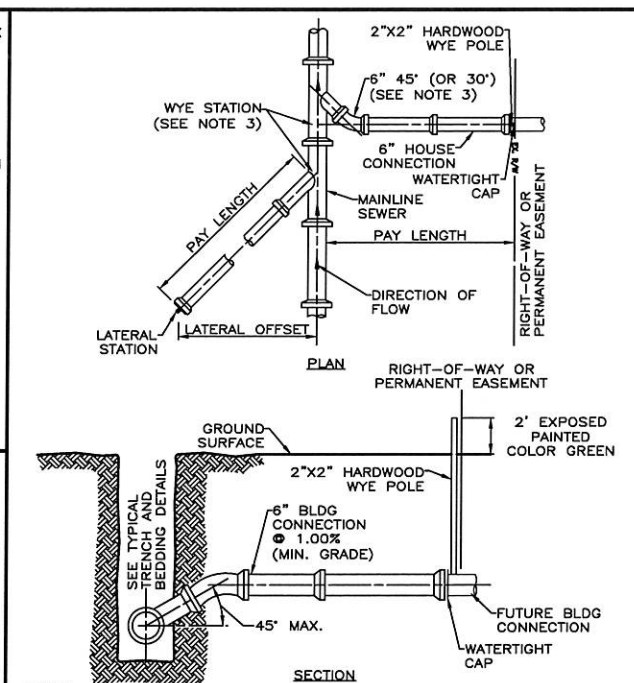 2"X2" HARDWOOD
WYE POLE
6" 45° (OR 30°)
(SEE NOTE 3)
WYE STATION
(SEE NOTE 3)
6" HOUSE
CONNECTION
WATERTIGHT
CAP
MAINLINE
SEWER
PAY LENGTH
PAY LENGTH
DIRECTION OF
FLOW
RIGHT-OF-WAY OR
PERMANENT EASEMENT
LATERAL
STATION
LATERAL OFFSET
PLAN
RIGHT-OF-WAY OR
PERMANENT EASEMENT
GROUND
SURFACE
2' EXPOSED
PAINTED
COLOR GREEN
2"X2" HARDWOOD
WYE POLE
SEE TYPICAL
TRENCH AND
BEDDING DETAILS
6" BLDG
CONNECTION
@ 1.00%
(MIN. GRADE)
45° MAX.
FUTURE BLDG
CONNECTION
WATERTIGHT
CAP
SECTION